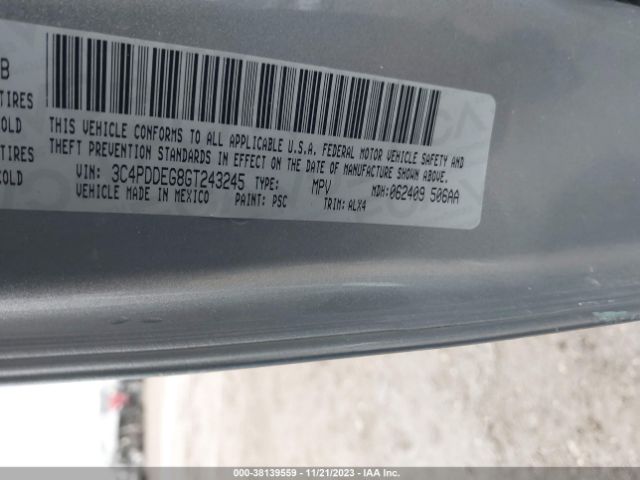 B
TIRES
COLD
TIRES
COLD
THIS VEHICLE CONFORMS TO ALL APPLICABLE U.S.A. FEDERAL MOTOR VEHICLE SAFETY AND
THEFT PREVENTION STANDARDS IN EFFECT ON THE DATE OF MANUFACTURE SHOWN ABOVE.
VIN: 3C4PDDEG8GT243245 TYPE: MPV MDH:062409 506AA
VEHICLE MADE IN MEXICO PAINT: PSC TRIM: ALX4
000-38139559 - 11/21/2023 - IAA Inc.